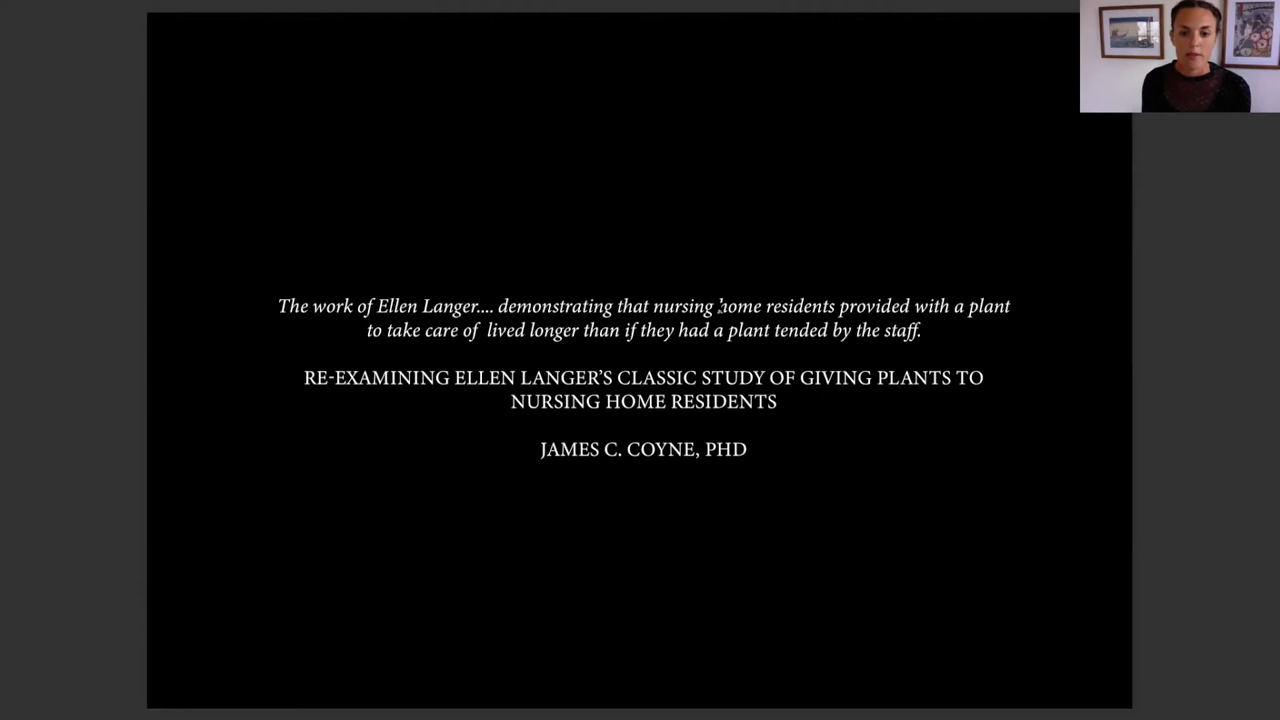 The work of Ellen Langer.... demonstrating that nursing home residents provided with a plant
to take care of lived longer than if they had a plant tended by the staff.
RE-EXAMINING ELLEN LANGER'S CLASSIC STUDY OF GIVING PLANTS TO
NURSING HOME RESIDENTS
JAMES C. COYNE, PHD